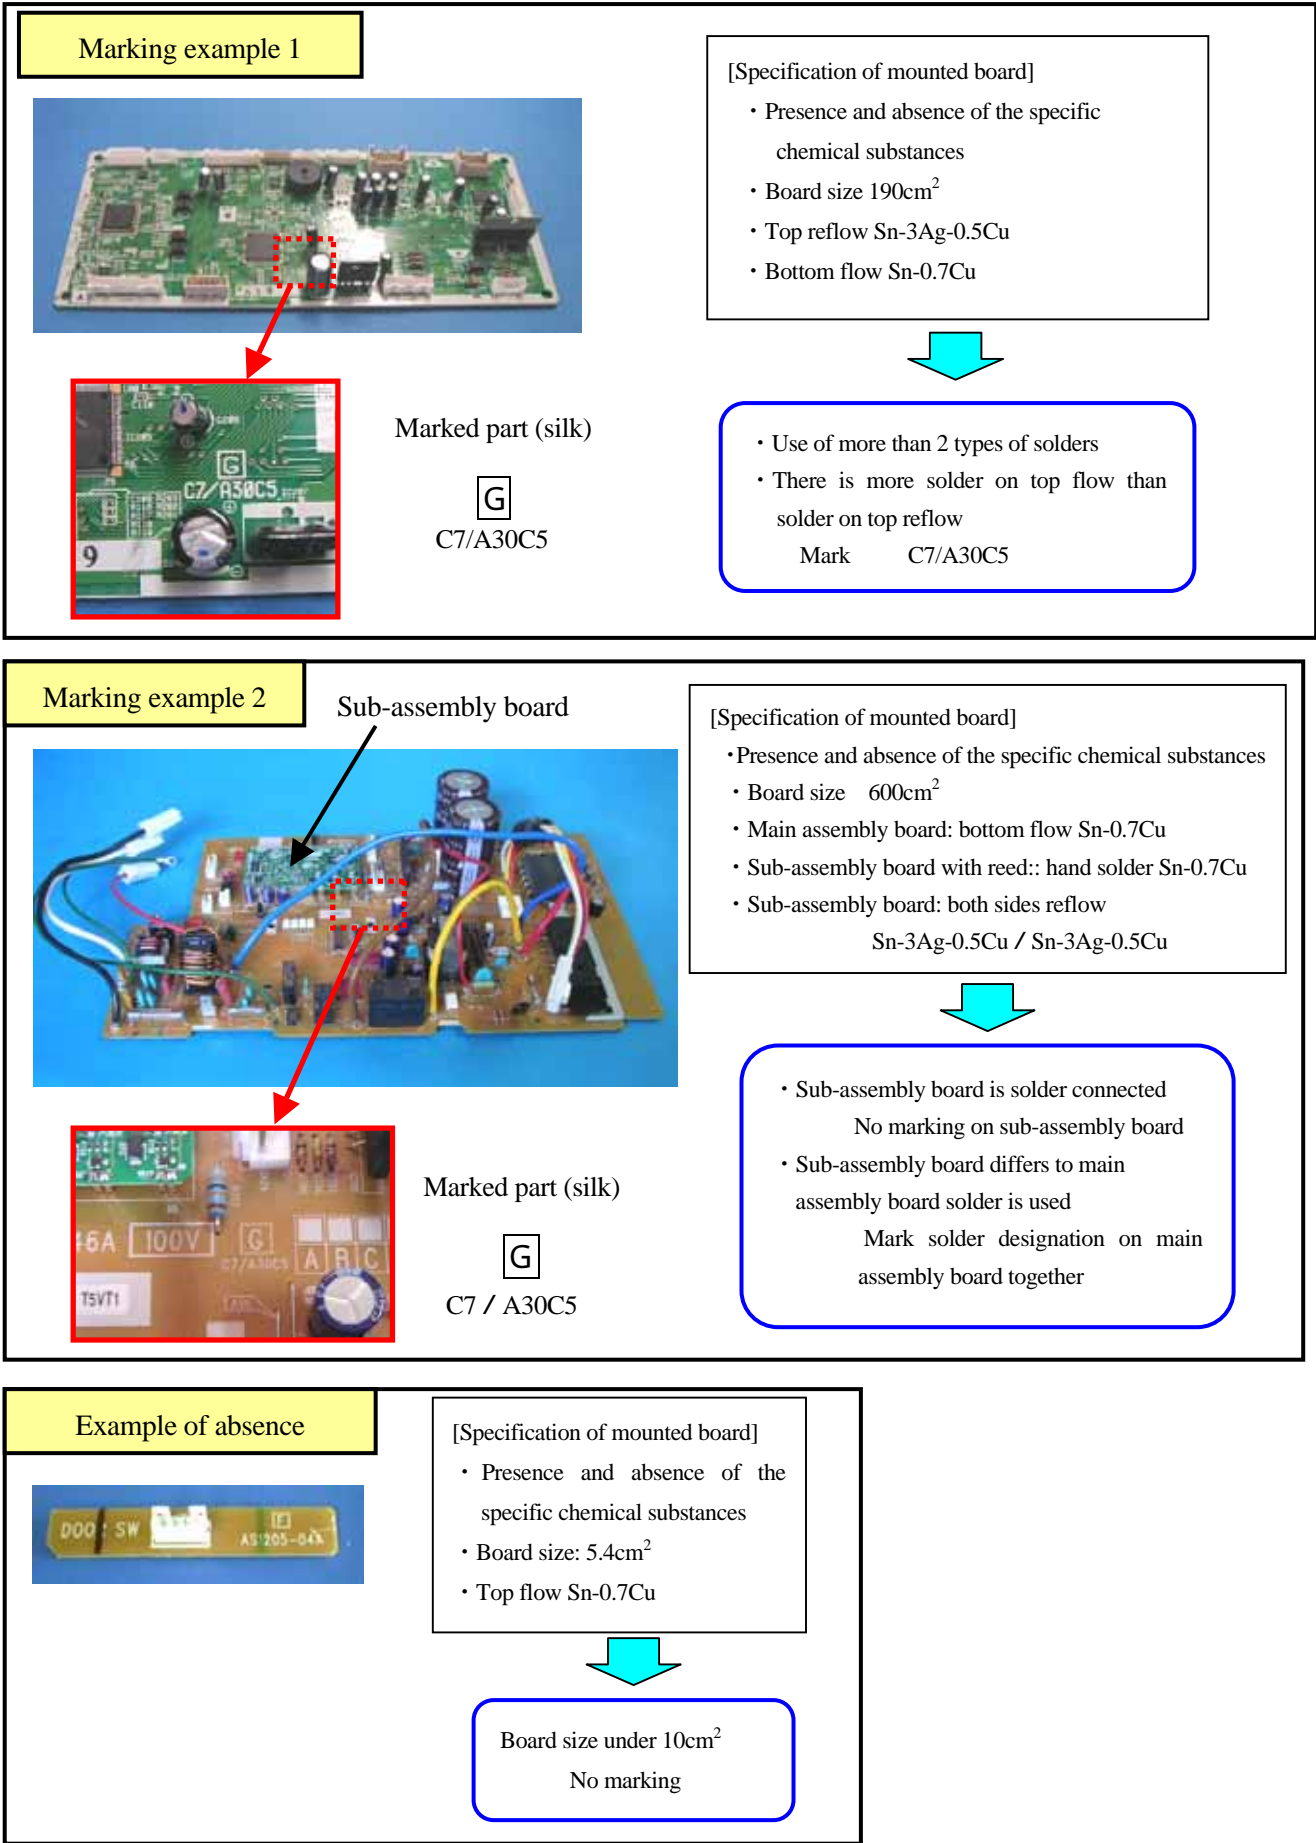 Marking example 1
[Specification of mounted board]
・Presence and absence of the specific
chemical substances
・Board size 190cm²
・Top reflow Sn-3Ag-0.5Cu
・Bottom flow Sn-0.7Cu
G
C7/A30C5
9
Marked part (silk)
G
C7/A30C5
・Use of more than 2 types of solders
・There is more solder on top flow than
solder on top reflow
Mark C7/A30C5
Marking example 2
Sub-assembly board
[Specification of mounted board]
・Presence and absence of the specific chemical substances
・Board size 600cm²
・Main assembly board: bottom flow Sn-0.7Cu
・Sub-assembly board with reed:: hand solder Sn-0.7Cu
・Sub-assembly board: both sides reflow
Sn-3Ag-0.5Cu / Sn-3Ag-0.5Cu
46A 100V G A B C
C7/A30C5
T5VT1
Marked part (silk)
G
C7 / A30C5
・Sub-assembly board is solder connected
No marking on sub-assembly board
・Sub-assembly board differs to main
assembly board solder is used
Mark solder designation on main
assembly board together
Example of absence
DOOR SW
AS1205-04A
[Specification of mounted board]
・Presence and absence of the
specific chemical substances
・Board size: 5.4cm²
・Top flow Sn-0.7Cu
Board size under 10cm²
No marking